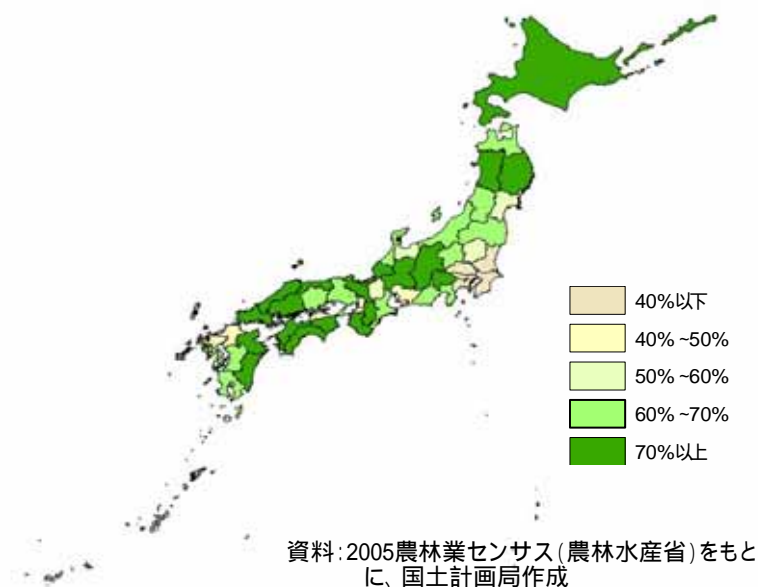 40%以下
40% ~50%
50% ~60%
60% ~70%
70%以上
資料：2005農林業センサス（農林水産省）をもと
に、国土計画局作成